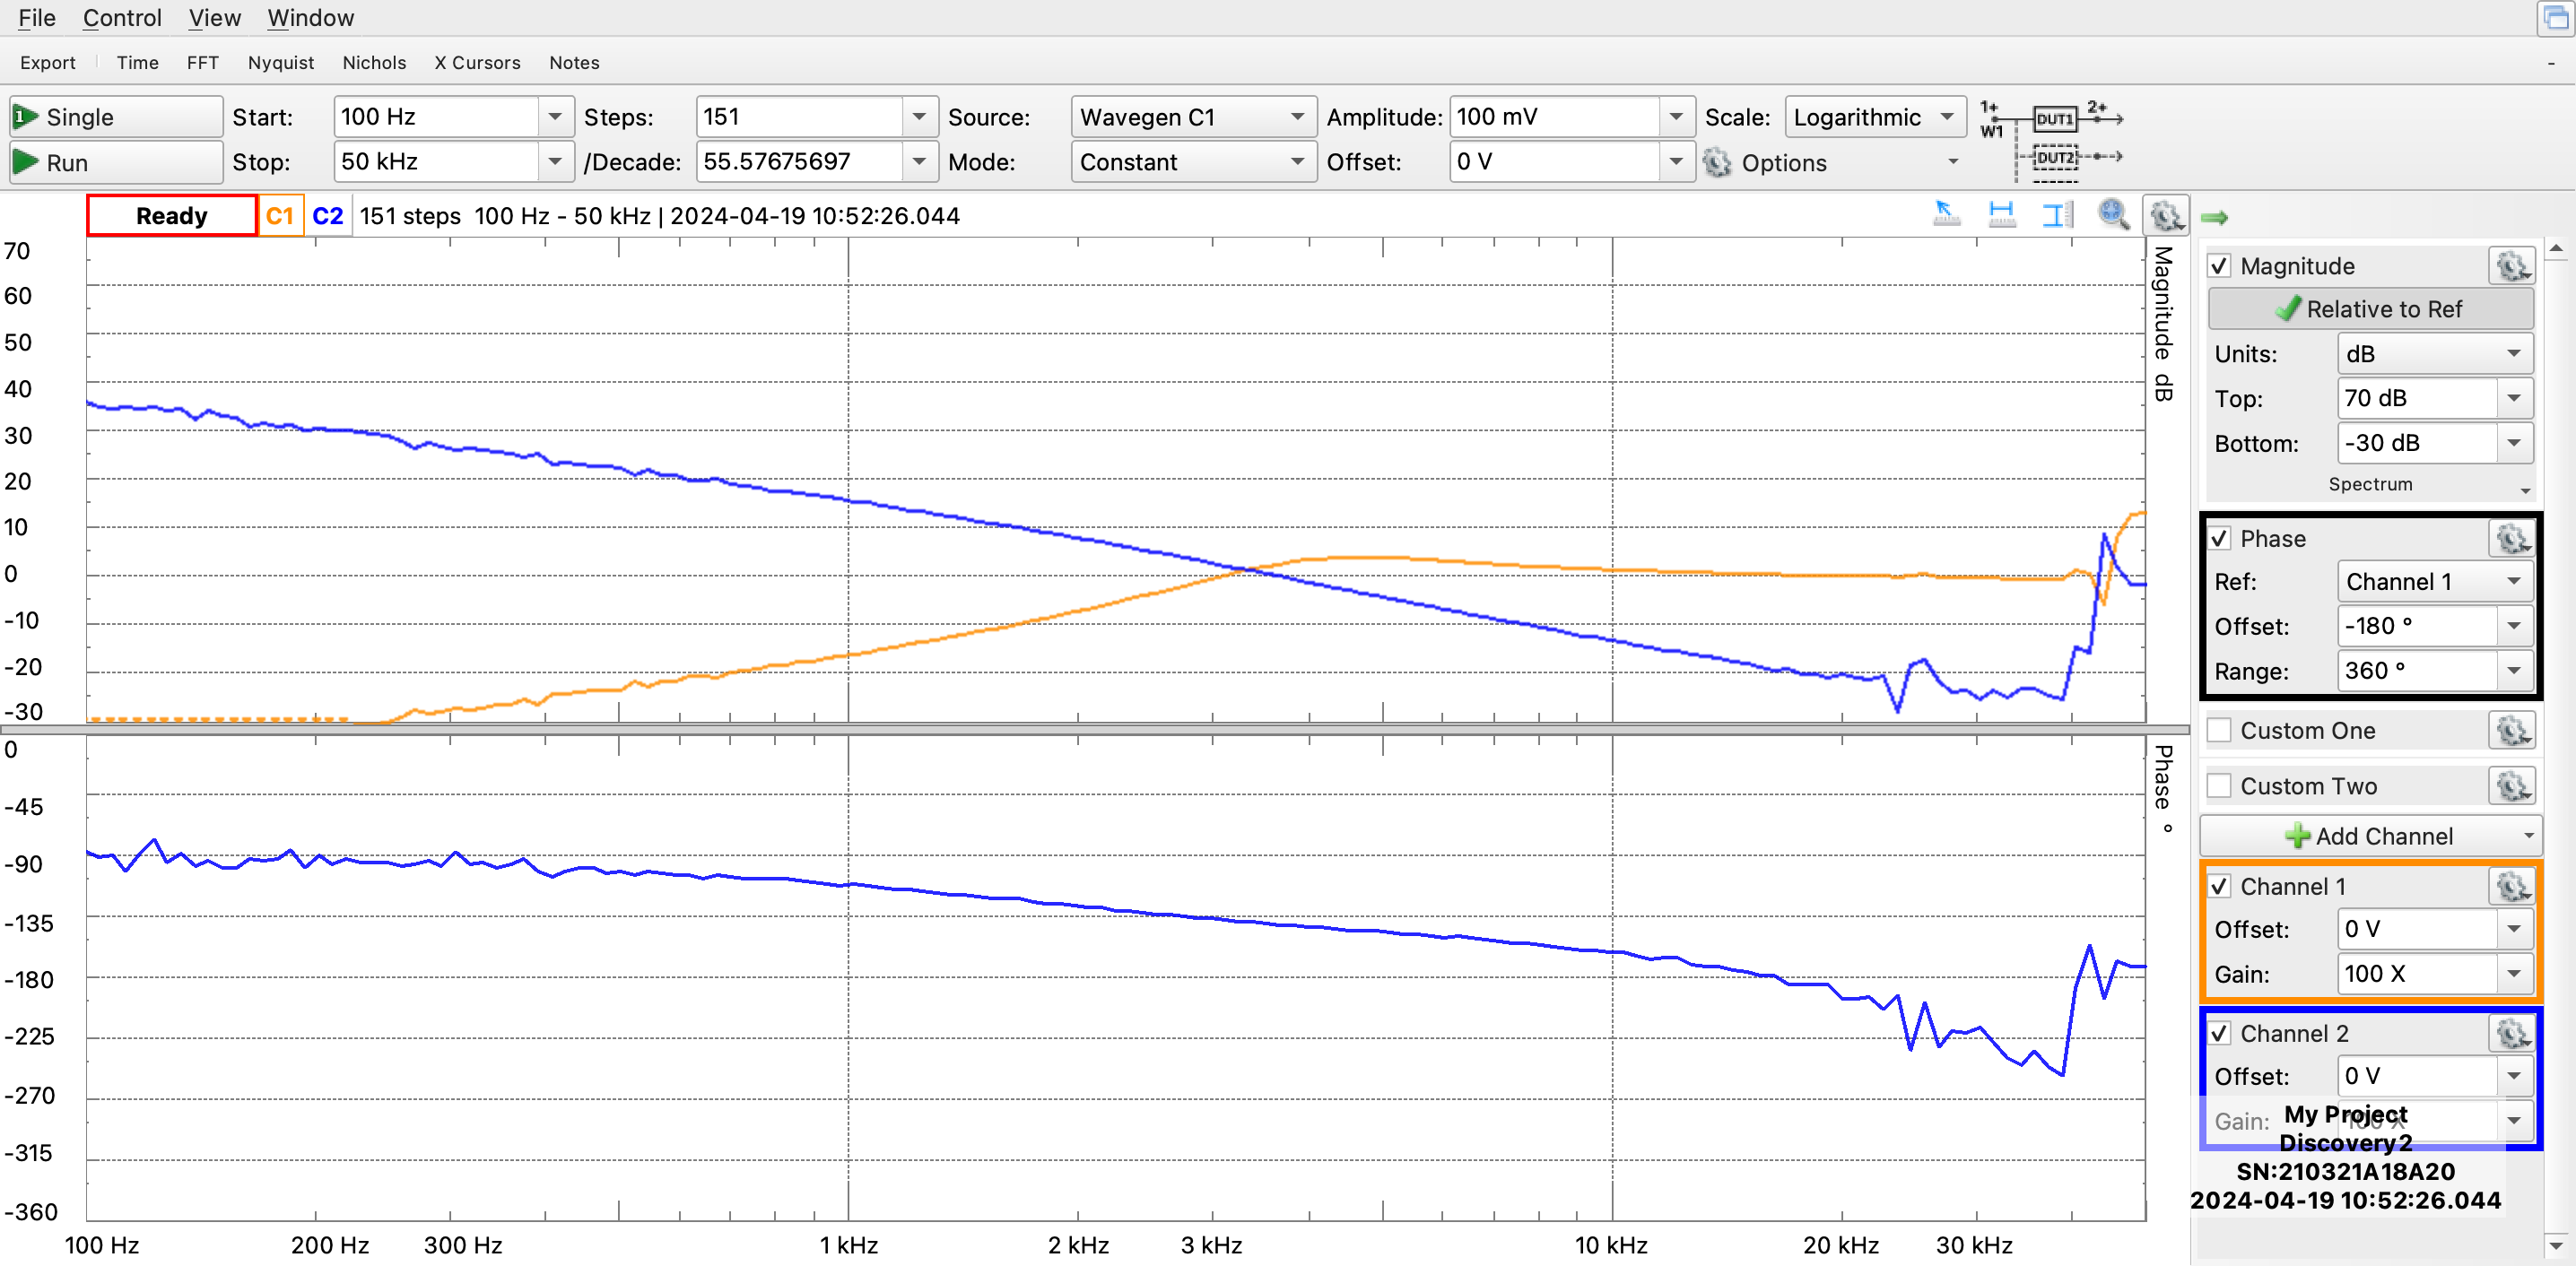 File Control View Window
Export Time FFT Nyquist Nichols X Cursors Notes -
1 Single Start: 100 Hz Steps: 151 Source: Wavegen C1 Amplitude: 100 mV Scale: Logarithmic 1+ W1 DUT1 2+
Run Stop: 50 kHz /Decade: 55.57675697 Mode: Constant Offset: 0 V Options DUT2
Ready C1 C2 151 steps 100 Hz - 50 kHz | 2024-04-19 10:52:26.044
Magnitude dB
70
60
50
40
30
20
10
0
-10
-20
-30
Phase °
0
-45
-90
-135
-180
-225
-270
-315
-360
100 Hz 200 Hz 300 Hz 1 kHz 2 kHz 3 kHz 10 kHz 20 kHz 30 kHz
Magnitude
Relative to Ref
Units: dB
Top: 70 dB
Bottom: -30 dB
Spectrum
Phase
Ref: Channel 1
Offset: -180 °
Range: 360 °
Custom One
Custom Two
Add Channel
Channel 1
Offset: 0 V
Gain: 100 X
Channel 2
Offset: 0 V
Gain: 100 X
My Project
Discovery2
SN:210321A18A20
2024-04-19 10:52:26.044